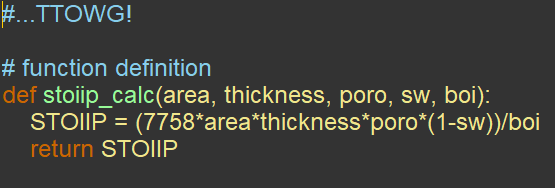 #...TTOWG!
# function definition
def stoiip_calc(area, thickness, poro, sw, boi):
    STOIIP = (7758*area*thickness*poro*(1-sw))/boi
    return STOIIP